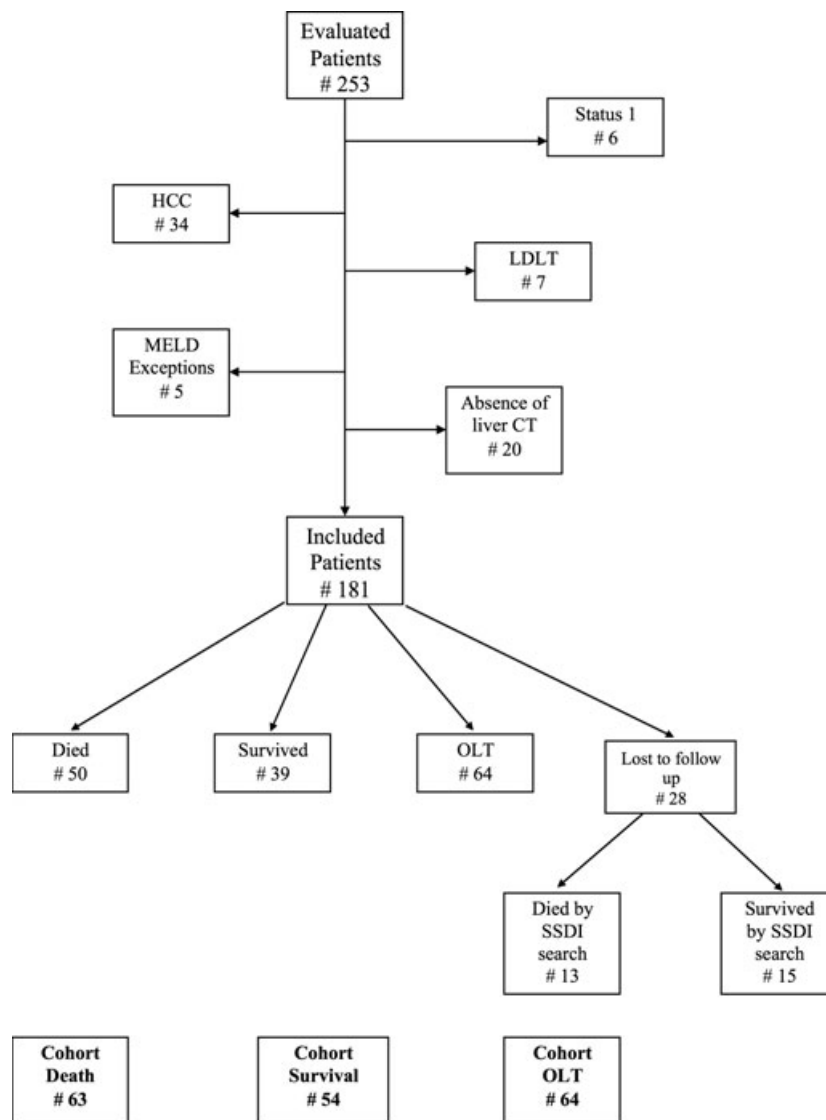 Evaluated
Patients
# 253
Status 1
# 6
HCC
# 34
LDLT
# 7
MELD
Exceptions
# 5
Absence of
liver CT
# 20
Included
Patients
# 181
Died
# 50
Survived
# 39
OLT
# 64
Lost to follow
up
# 28
Died by
SSDI
search
# 13
Survived
by SSDI
search
# 15
Cohort
Death
# 63
Cohort
Survival
# 54
Cohort
OLT
# 64